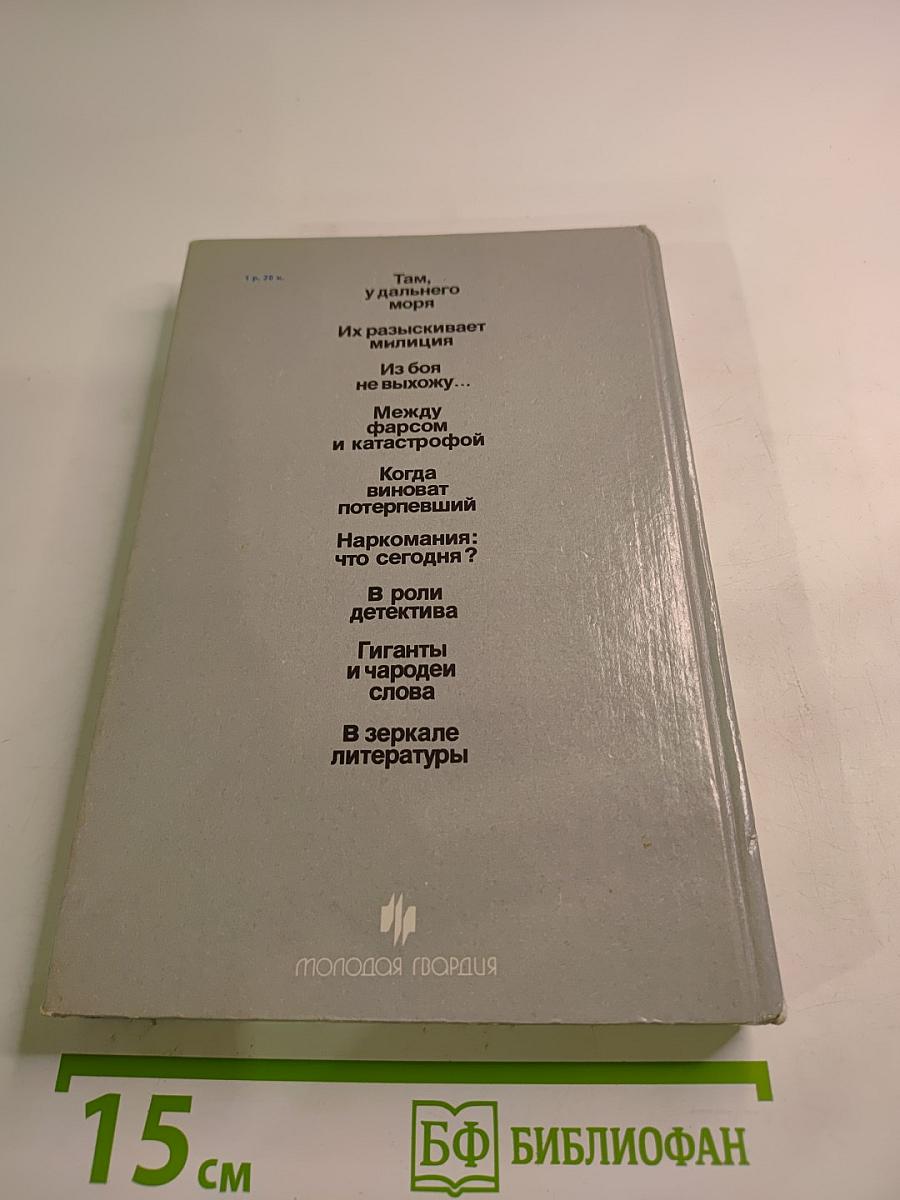 1 р. 20 к.
Там,
у дальнего
моря
Их разыскивает
милиция
Из боя
не выхожу...
Между
фарсом
и катастрофой
Когда
виноват
потерпевший
Наркомания:
что сегодня?
В роли
детектива
Гиганты
и чародеи
слова
В зеркале
литературы
МОЛОДАЯ ГВАРДИЯ
15 см
БФ БИБЛИОФАН